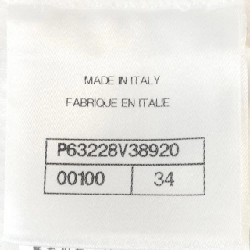 MADE IN ITALY
FABRIQUE EN ITALIE
P63228V38920
00100 34